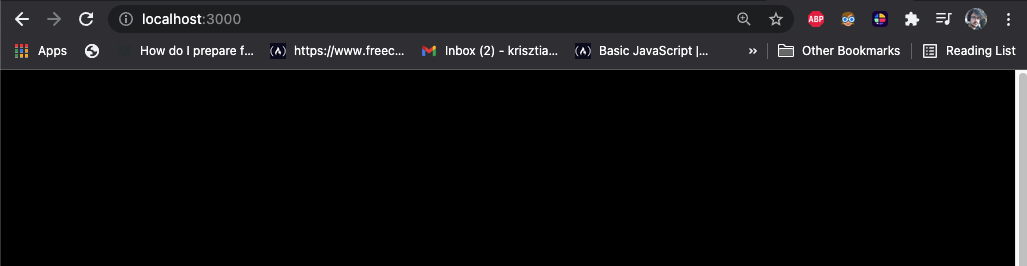 localhost:3000
ABP
Apps How do I prepare f... https://www.freec... Inbox (2) - krisztia... Basic JavaScript |... » Other Bookmarks Reading List